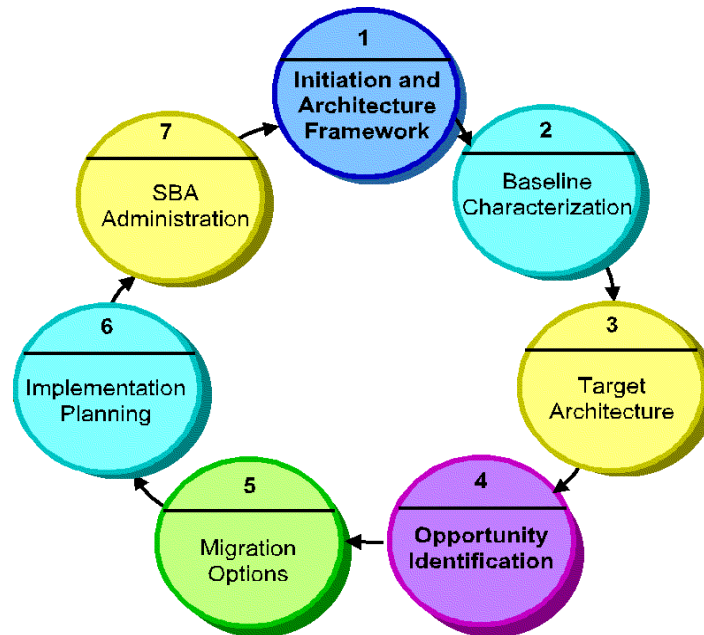 1
Initiation and
Architecture
Framework
2
Baseline
Characterization
3
Target
Architecture
4
Opportunity
Identification
5
Migration
Options
6
Implementation
Planning
7
SBA
Administration